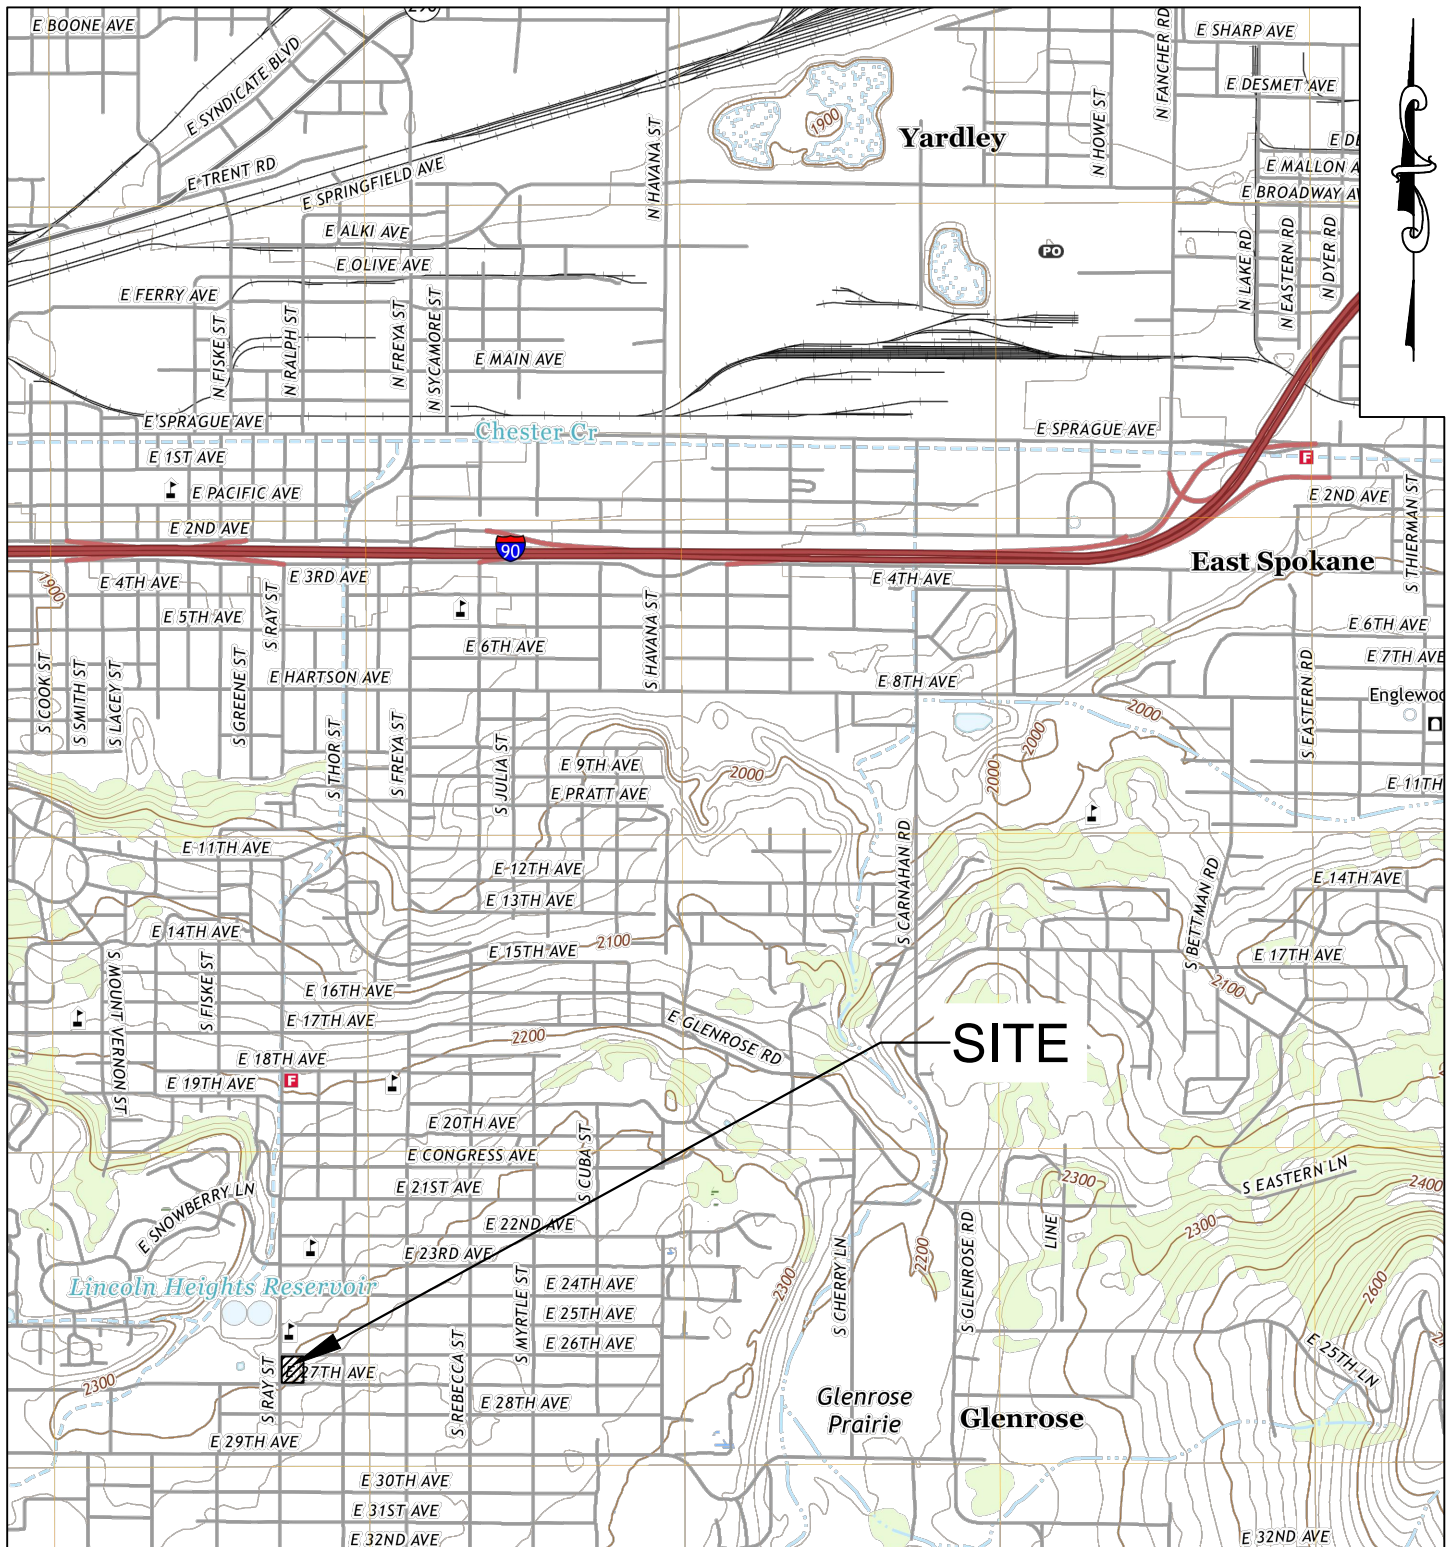 290
E BOONE AVE
E SHARP AVE
E SYNDICATE BLVD
N FANCHER RD
E DESMET AVE
1900
N HOWE ST
Yardley
E DE
E TRENT RD
E SPRINGFIELD AVE
N HAVANA ST
E MALLON A
E BROADWAY AV
E ALKI AVE
PO
N LAKE RD
N EASTERN RD
N DYER RD
E OLIVE AVE
E FERRY AVE
N FISKE ST
N RALPH ST
N FREYA ST
N SYCAMORE ST
E MAIN AVE
E SPRAGUE AVE
Chester Cr
E SPRAGUE AVE
E 1ST AVE
F
E PACIFIC AVE
E 2ND AVE
S THIERMAN ST
E 2ND AVE
90
East Spokane
1900
E 4TH AVE
E 3RD AVE
E 4TH AVE
S RAY ST
E 5TH AVE
S HAVANA ST
E 6TH AVE
E 6TH AVE
E 7TH AVE
S COOK ST
S SMITH ST
S LACEY ST
S GREENE ST
E HARTSON AVE
E 8TH AVE
S EASTERN RD
Englewoo
2000
S THOR ST
S FREYA ST
S JULIA ST
2000
2000
E 9TH AVE
2000
E PRATT AVE
E 11TH
E 11TH AVE
S CARNAHAN RD
E 12TH AVE
S BETTMAN RD
E 14TH AVE
E 13TH AVE
E 14TH AVE
2100
E 15TH AVE
E 17TH AVE
S MOUNT VERNON ST
S FISKE ST
E 16TH AVE
2100
E 17TH AVE
E GLENROSE RD
2200
SITE
E 18TH AVE
E 19TH AVE
F
E 20TH AVE
S CUBA ST
E CONGRESS AVE
E 21ST AVE
2300
S EASTERN LN
2400
E SNOWBERRY LN
E 22ND AVE
2300
E 23RD AVE
S GLENROSE RD
LINE
2200
S CHERRY LN
Lincoln Heights Reservoir
E 24TH AVE
2300
2600
S MYRTLE ST
E 25TH AVE
E 26TH AVE
S REBECCA ST
E 25TH LN
S RAY ST
E 27TH AVE
2300
E 28TH AVE
Glenrose
Prairie
Glenrose
E 29TH AVE
E 30TH AVE
E 31ST AVE
E 32ND AVE
E 32ND AVE